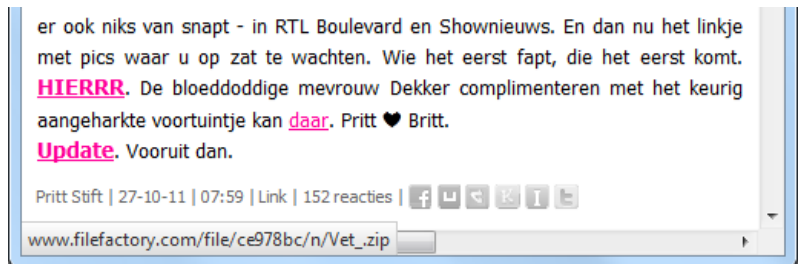 er ook niks van snapt - in RTL Boulevard en Shownieuws. En dan nu het linkje
met pics waar u op zat te wachten. Wie het eerst fapt, die het eerst komt.
HIERRR. De bloeddoddige mevrouw Dekker complimenteren met het keurig
aangeharkte voortuintje kan daar. Pritt ♥ Britt.
Update. Vooruit dan.
Pritt Stift | 27-10-11 | 07:59 | Link | 152 reacties |
www.filefactory.com/file/ce978bc/n/Vet_.zip